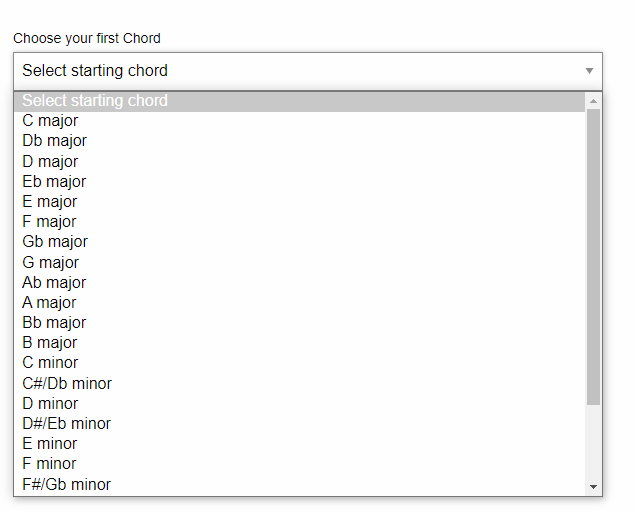 Choose your first Chord
Select starting chord
Select starting chord
C major
Db major
D major
Eb major
E major
F major
Gb major
G major
Ab major
A major
Bb major
B major
C minor
C#/Db minor
D minor
D#/Eb minor
E minor
F minor
F#/Gb minor